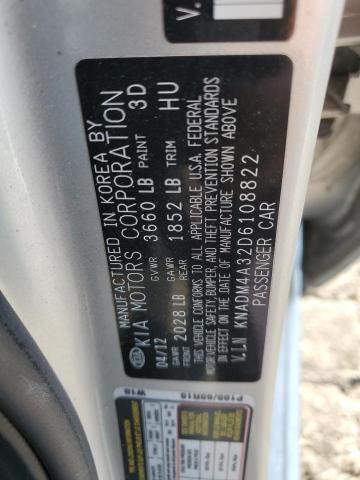 V.
MANUFACTURED IN KOREA BY
KIA MOTORS CORPORATION
04/12 GVWR 3660 LB PAINT 3D
GAWR FRONT 2028 LB GAWR REAR 1852 LB TRIM HU
THIS VEHICLE CONFORMS TO ALL APPLICABLE U.S.A. FEDERAL
MOTOR VEHICLE SAFETY, BUMPER, AND THEFT PREVENTION STANDARDS
IN EFFECT ON THE DATE OF MANUFACTURE SHOWN ABOVE
V.I.N KNADM4A32D6108822
PASSENGER CAR